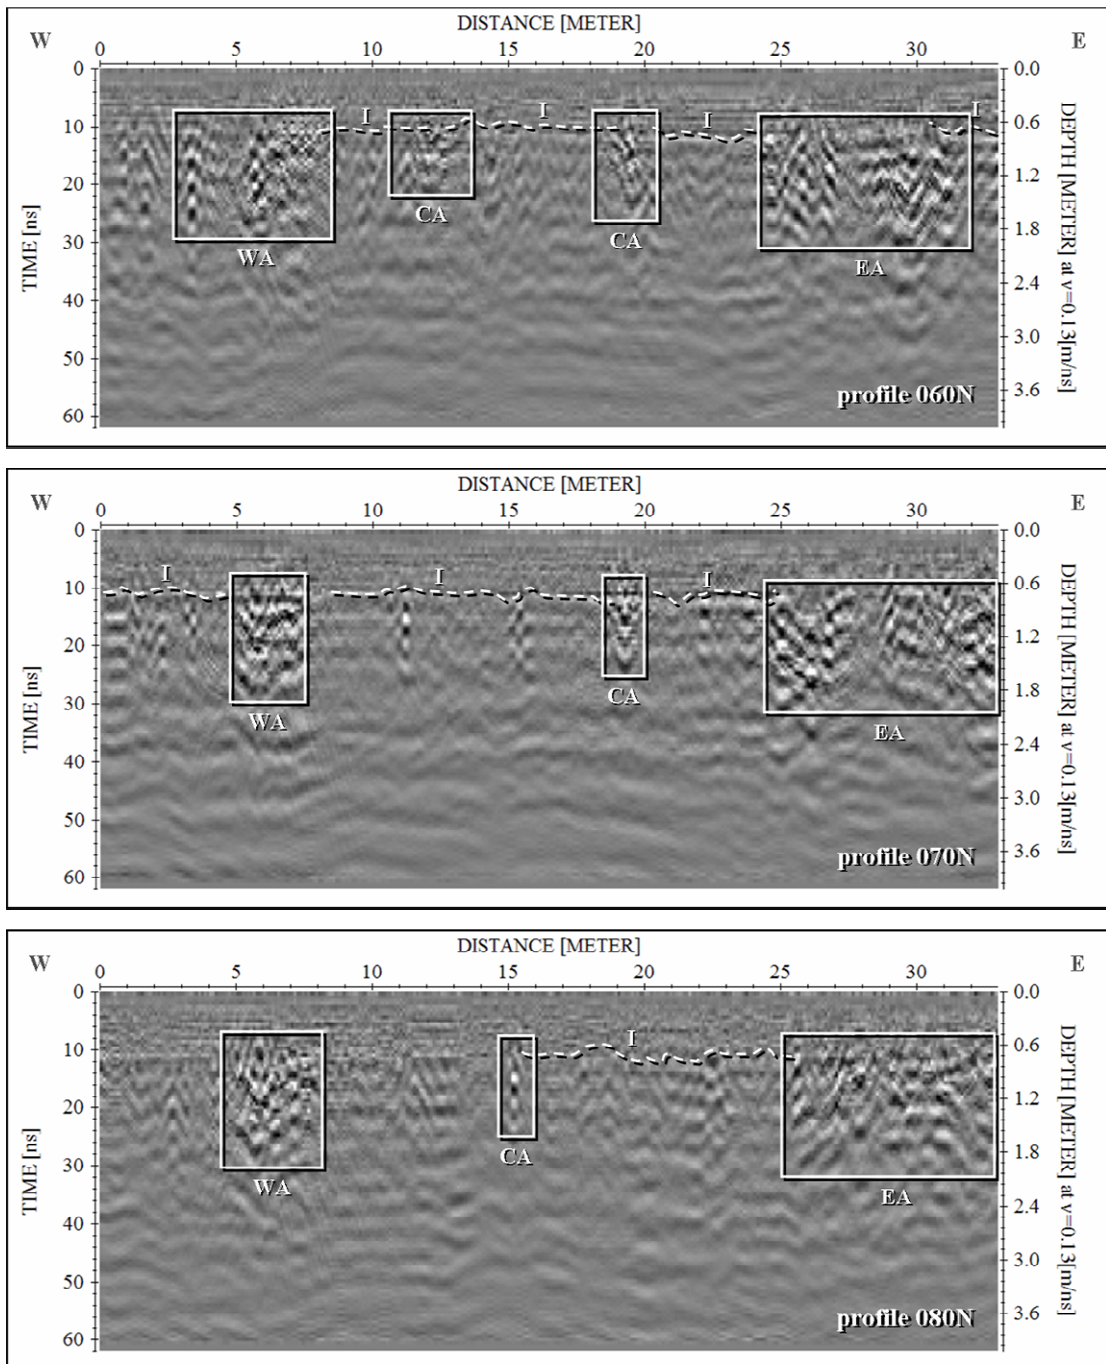 DISTANCE [METER]
W E
0 5 10 15 20 25 30
0 0.0
10 0.6
20 1.2
30 1.8
40 2.4
50 3.0
60 3.6
TIME [ns]
DEPTH [METER] at v=0.13[m/ns]
I I I I
WA CA CA EA
profile 060N
DISTANCE [METER]
W E
0 5 10 15 20 25 30
0 0.0
10 0.6
20 1.2
30 1.8
40 2.4
50 3.0
60 3.6
TIME [ns]
DEPTH [METER] at v=0.13[m/ns]
I I I
WA CA EA
profile 070N
DISTANCE [METER]
W E
0 5 10 15 20 25 30
0 0.0
10 0.6
20 1.2
30 1.8
40 2.4
50 3.0
60 3.6
TIME [ns]
DEPTH [METER] at v=0.13[m/ns]
I
WA CA EA
profile 080N